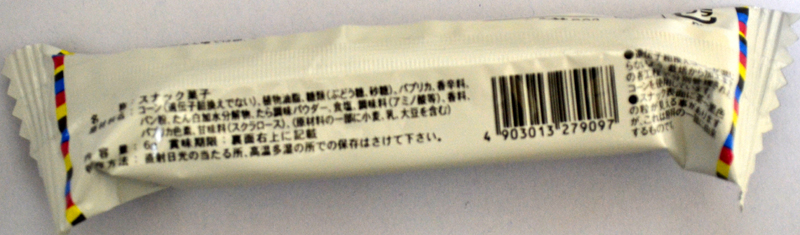 名称：スナック菓子
原材料名：コーン(遺伝子組換えでない)、植物油脂、糖類(ぶどう糖、砂糖)、パプリカ、香辛料、
パン粉、たん白加水分解物、たら調味パウダー、食塩、調味料(アミノ酸等)、香料、
パプリカ色素、甘味料(スクラロース)、(原材料の一部に小麦、乳、大豆を含む)
内容量：6g 賞味期限：裏面右上に記載
保存方法：直射日光の当たる所、高温多湿の所での保存はさけて下さい。
4 903013 279097